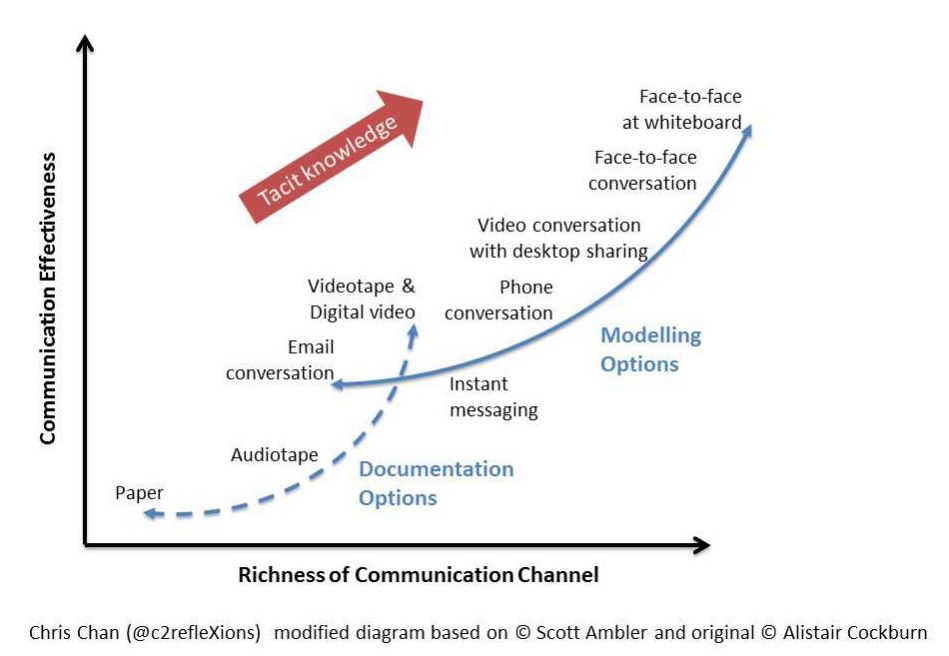 Face-to-face
at whiteboard
Tacit knowledge
Face-to-face
conversation
Video conversation
with desktop sharing
Videotape &
Digital video
Phone
conversation
Modelling
Options
Email
conversation
Instant
messaging
Audiotape
Documentation
Options
Paper
Communication Effectiveness
Richness of Communication Channel
Chris Chan (@c2refleXions) modified diagram based on © Scott Ambler and original © Alistair Cockburn